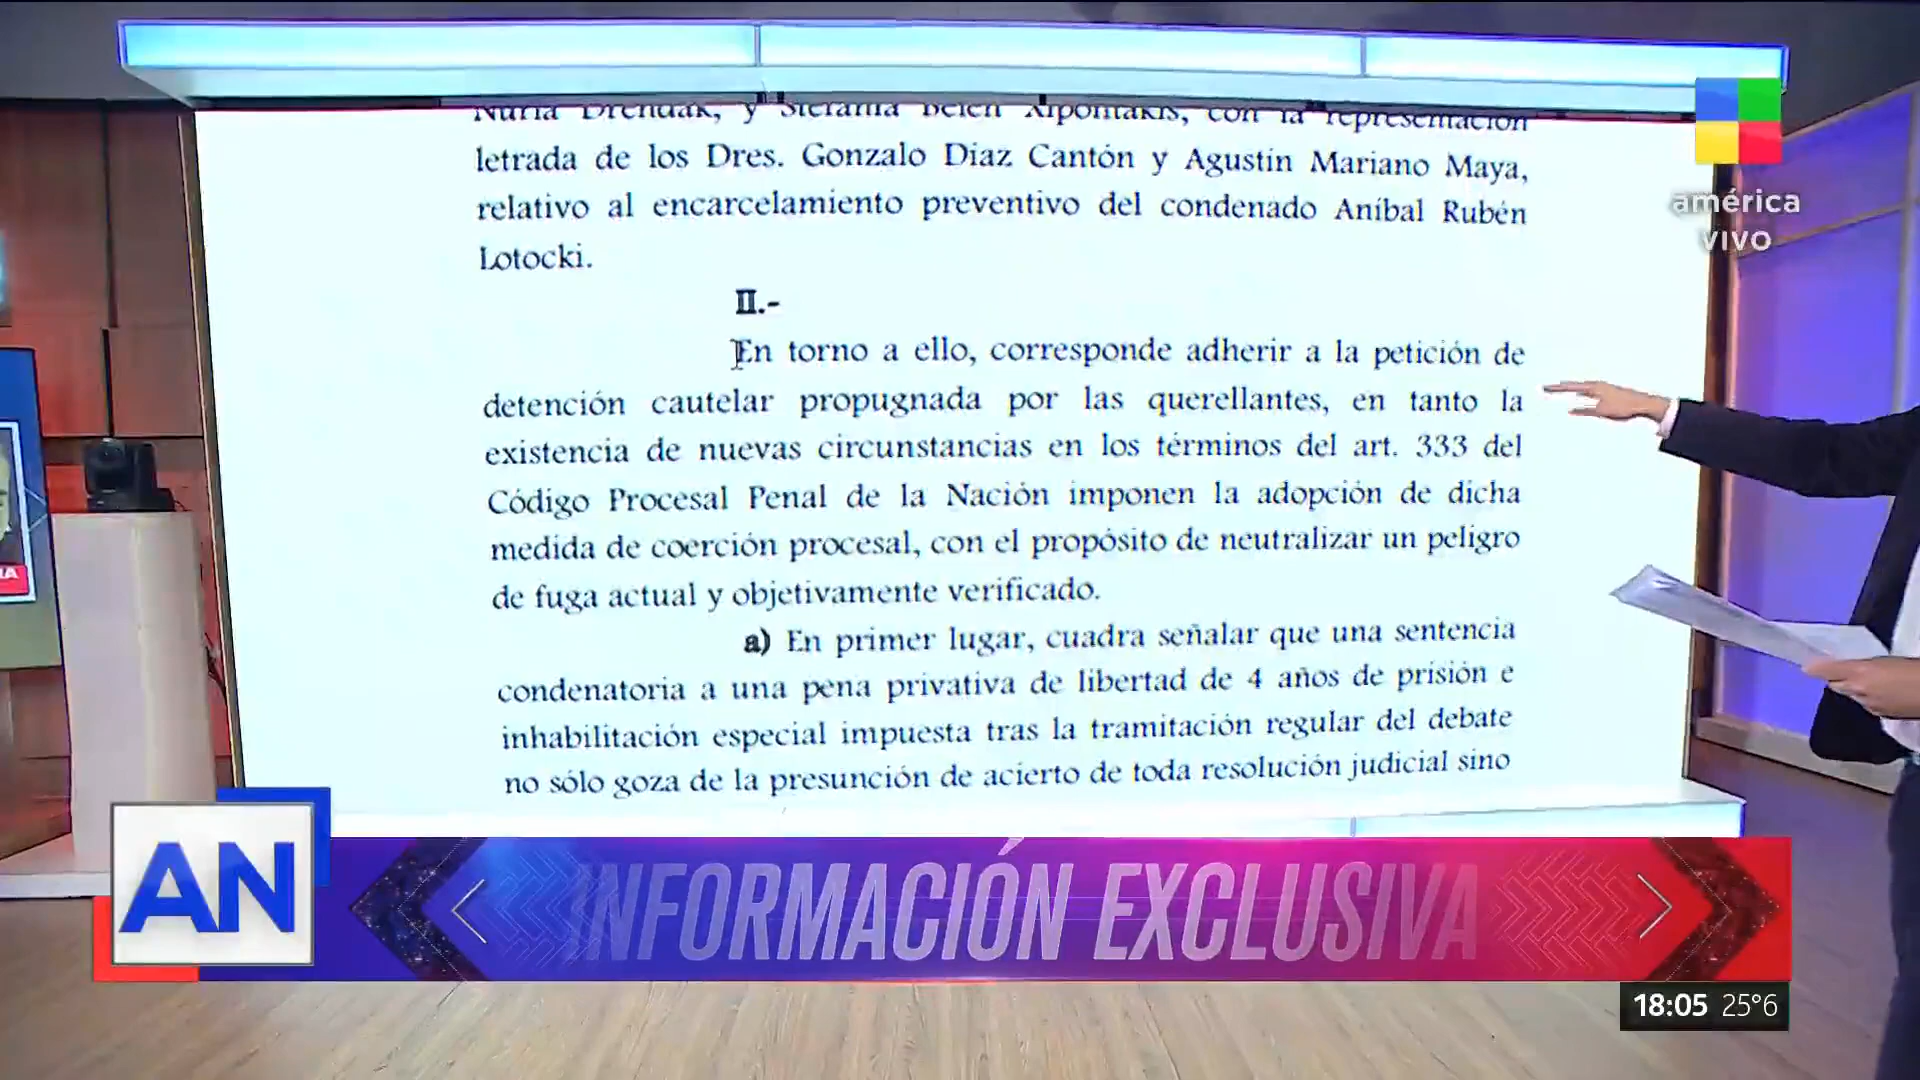 letrada de los Dres. Gonzalo Díaz Cantón y Agustín Mariano Maya,
relativo al encarcelamiento preventivo del condenado Aníbal Rubén
Lotocki.
II.-
En torno a ello, corresponde adherir a la petición de
detención cautelar propugnada por las querellantes, en tanto la
existencia de nuevas circunstancias en los términos del art. 333 del
Código Procesal Penal de la Nación imponen la adopción de dicha
medida de coerción procesal, con el propósito de neutralizar un peligro
de fuga actual y objetivamente verificado.
a) En primer lugar, cuadra señalar que una sentencia
condenatoria a una pena privativa de libertad de 4 años de prisión e
inhabilitación especial impuesta tras la tramitación regular del debate
no sólo goza de la presunción de acierto de toda resolución judicial sino
américa
VIVO
AN
INFORMACIÓN EXCLUSIVA
18:05 25°6